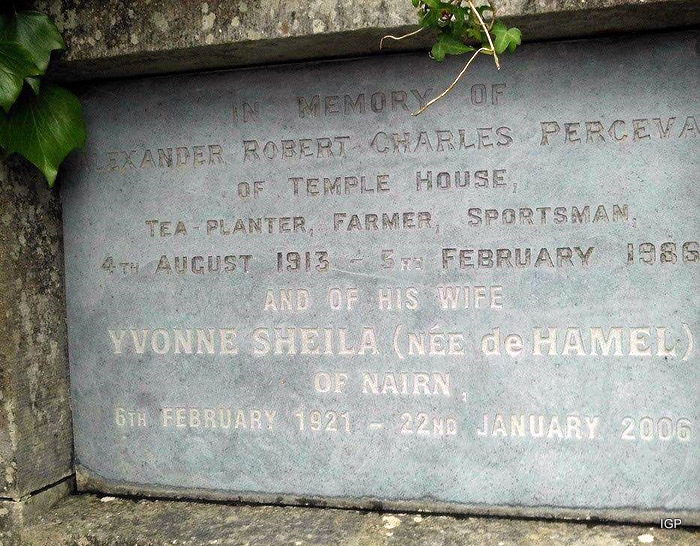 IN MEMORY OF
ALEXANDER ROBERT CHARLES PERCEVA
OF TEMPLE HOUSE,
TEA-PLANTER, FARMER, SPORTSMAN,
4TH AUGUST 1913 - 5TH FEBRUARY 1986
AND OF HIS WIFE
YVONNE SHEILA (NÉE de HAMEL)
OF NAIRN,
6TH FEBRUARY 1921 - 22ND JANUARY 2006
IGP